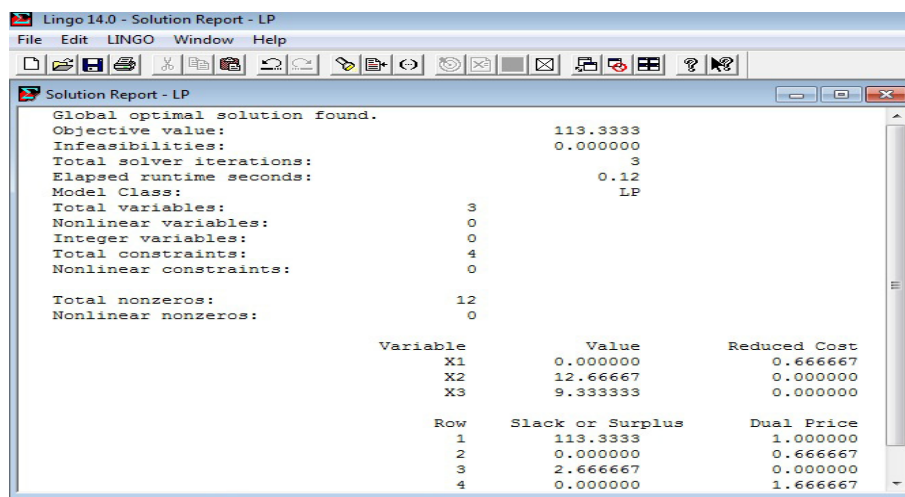 Lingo 14.0 - Solution Report - LP
File Edit LINGO Window Help
Solution Report - LP
Global optimal solution found.
Objective value: 113.3333
Infeasibilities: 0.000000
Total solver iterations: 3
Elapsed runtime seconds: 0.12
Model Class: LP
Total variables: 3
Nonlinear variables: 0
Integer variables: 0
Total constraints: 4
Nonlinear constraints: 0
Total nonzeros: 12
Nonlinear nonzeros: 0
Variable Value Reduced Cost
X1 0.000000 0.666667
X2 12.66667 0.000000
X3 9.333333 0.000000
Row Slack or Surplus Dual Price
1 113.3333 1.000000
2 0.000000 0.666667
3 2.666667 0.000000
4 0.000000 1.666667